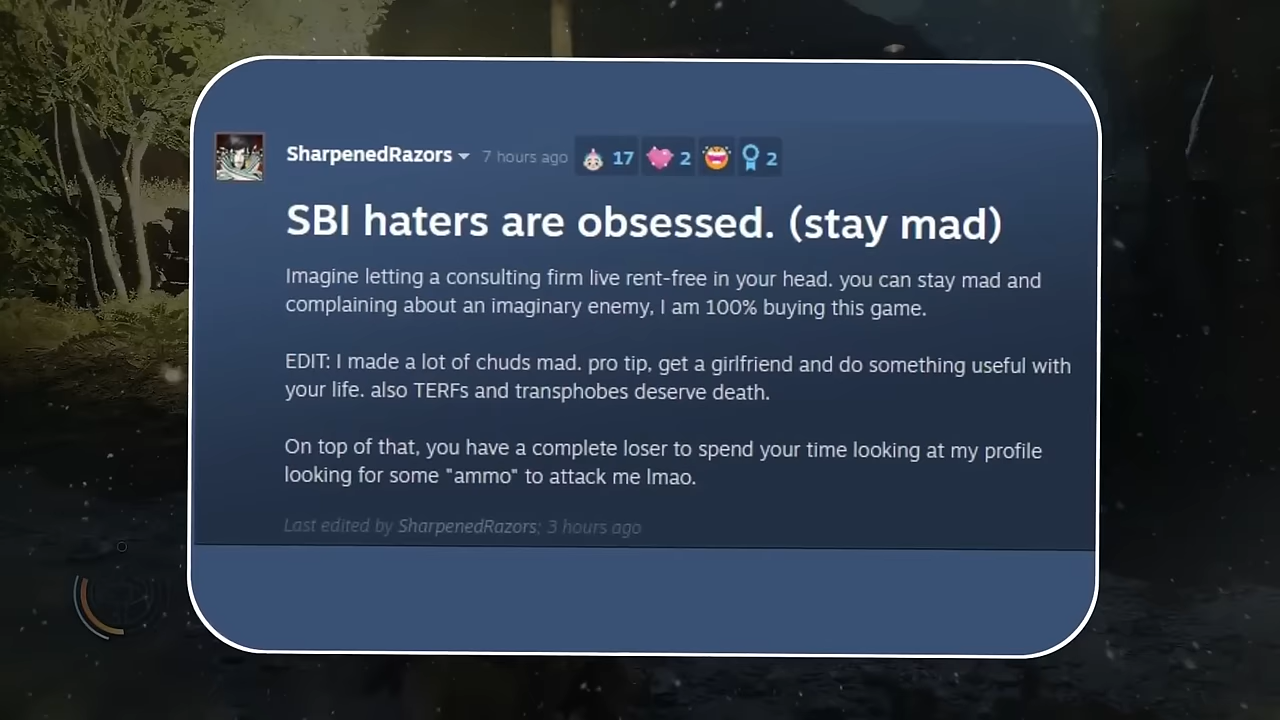 SharpenedRazors 7 hours ago 17 2 2
SBI haters are obsessed. (stay mad)
Imagine letting a consulting firm live rent-free in your head. you can stay mad and
complaining about an imaginary enemy, I am 100% buying this game.
EDIT: I made a lot of chuds mad. pro tip, get a girlfriend and do something useful with
your life. also TERFs and transphobes deserve death.
On top of that, you have a complete loser to spend your time looking at my profile
looking for some "ammo" to attack me lmao.
Last edited by SharpenedRazors; 3 hours ago